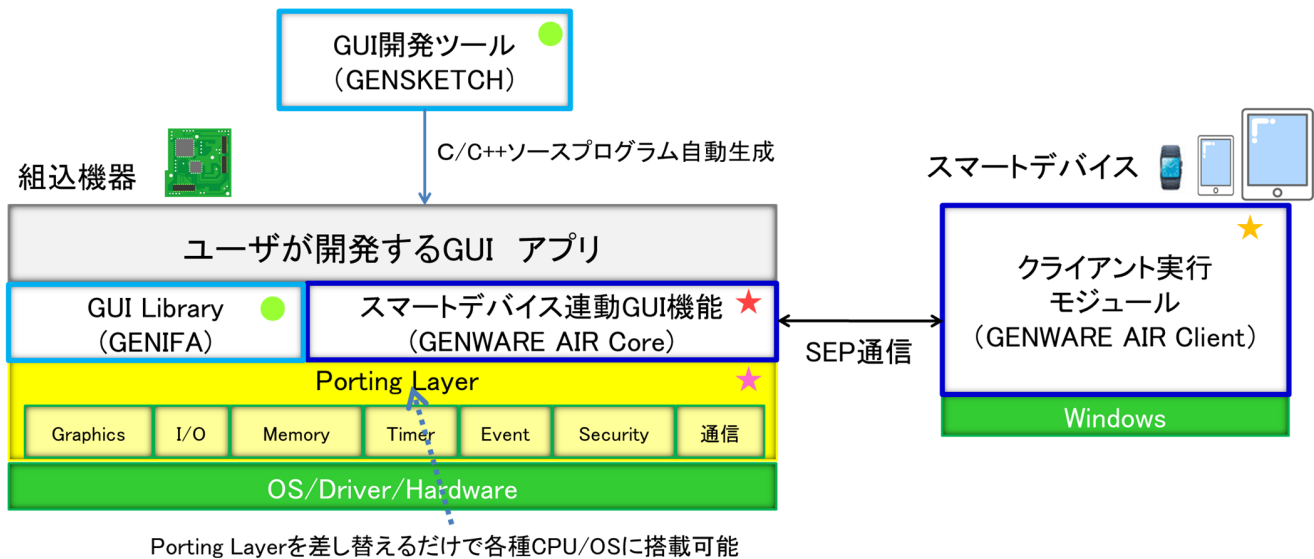 GUI開発ツール
(GENSKETCH)
C/C++ソースプログラム自動生成
組込機器
スマートデバイス
ユーザが開発するGUI アプリ
GUI Library
(GENIFA)
スマートデバイス連動GUI機能
(GENWARE AIR Core)
SEP通信
クライアント実行
モジュール
(GENWARE AIR Client)
Windows
Porting Layer
Graphics
I/O
Memory
Timer
Event
Security
通信
OS/Driver/Hardware
Porting Layerを差し替えるだけで各種CPU/OSに搭載可能